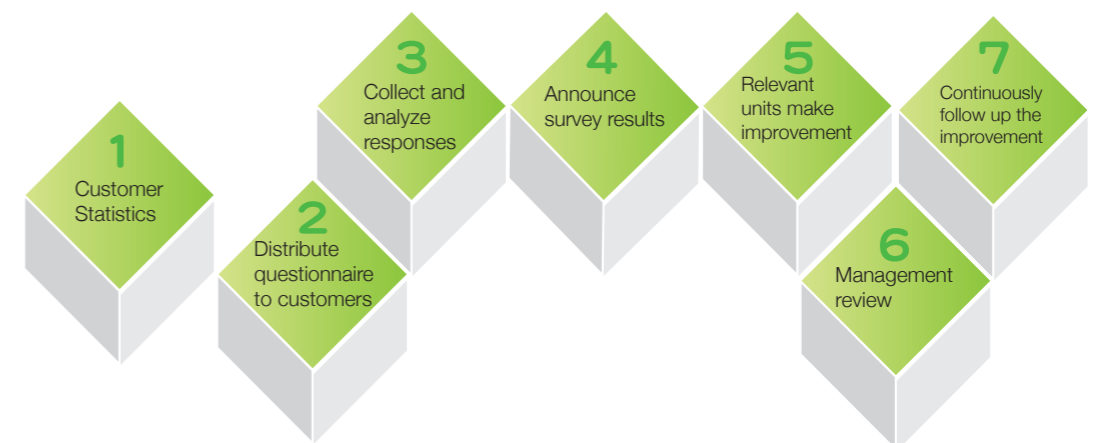 1
Customer
Statistics
2
Distribute
questionnaire
to customers
3
Collect and
analyze
responses
4
Announce
survey results
5
Relevant
units make
improvement
6
Management
review
7
Continuously
follow up the
improvement